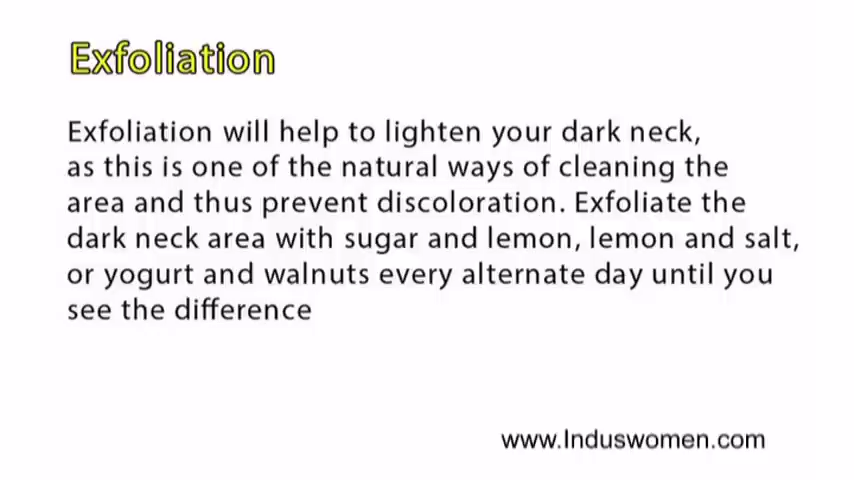 Exfoliation
Exfoliation will help to lighten your dark neck,
as this is one of the natural ways of cleaning the
area and thus prevent discoloration. Exfoliate the
dark neck area with sugar and lemon, lemon and salt,
or yogurt and walnuts every alternate day until you
see the difference
www.Induswomen.com